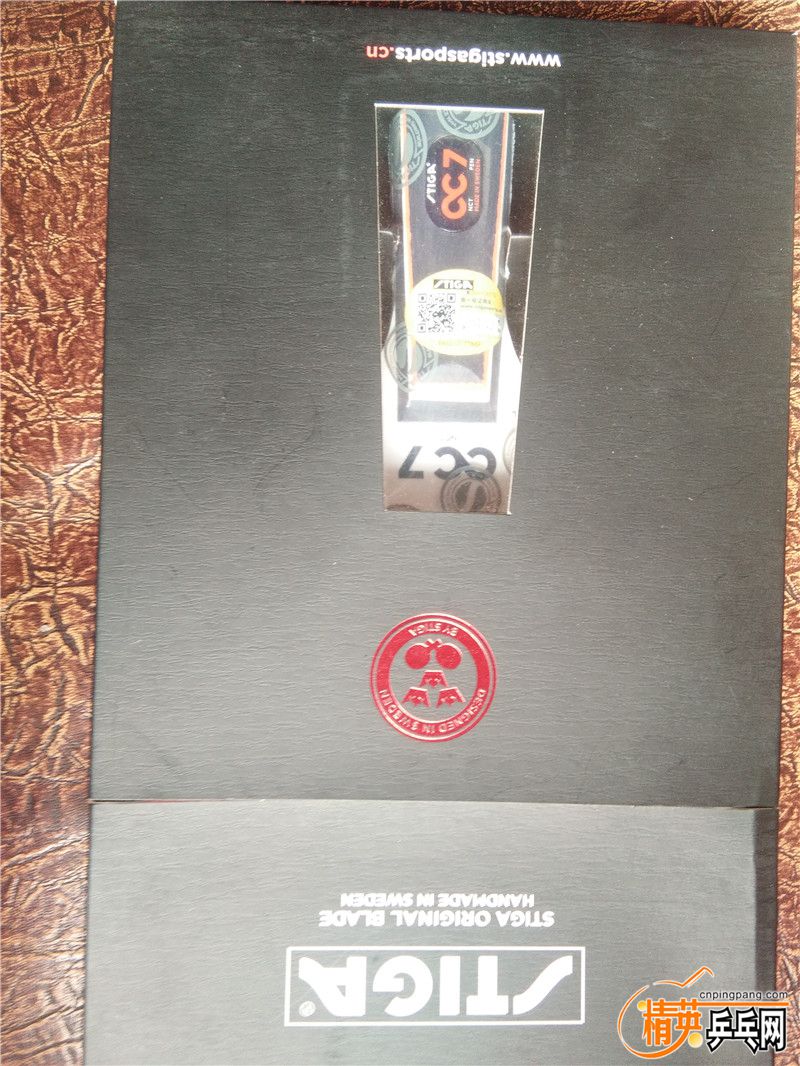 www.stigasports.cn
STIGA
CC7
NCT PEN
MADE IN SWEDEN
STIGA
CC7
BY STIGA
DESIGNED IN SWEDEN
STIGA ORIGINAL BLADE
HANDMADE IN SWEDEN
STIGA®
cnpingpang.com
精英乒乓网